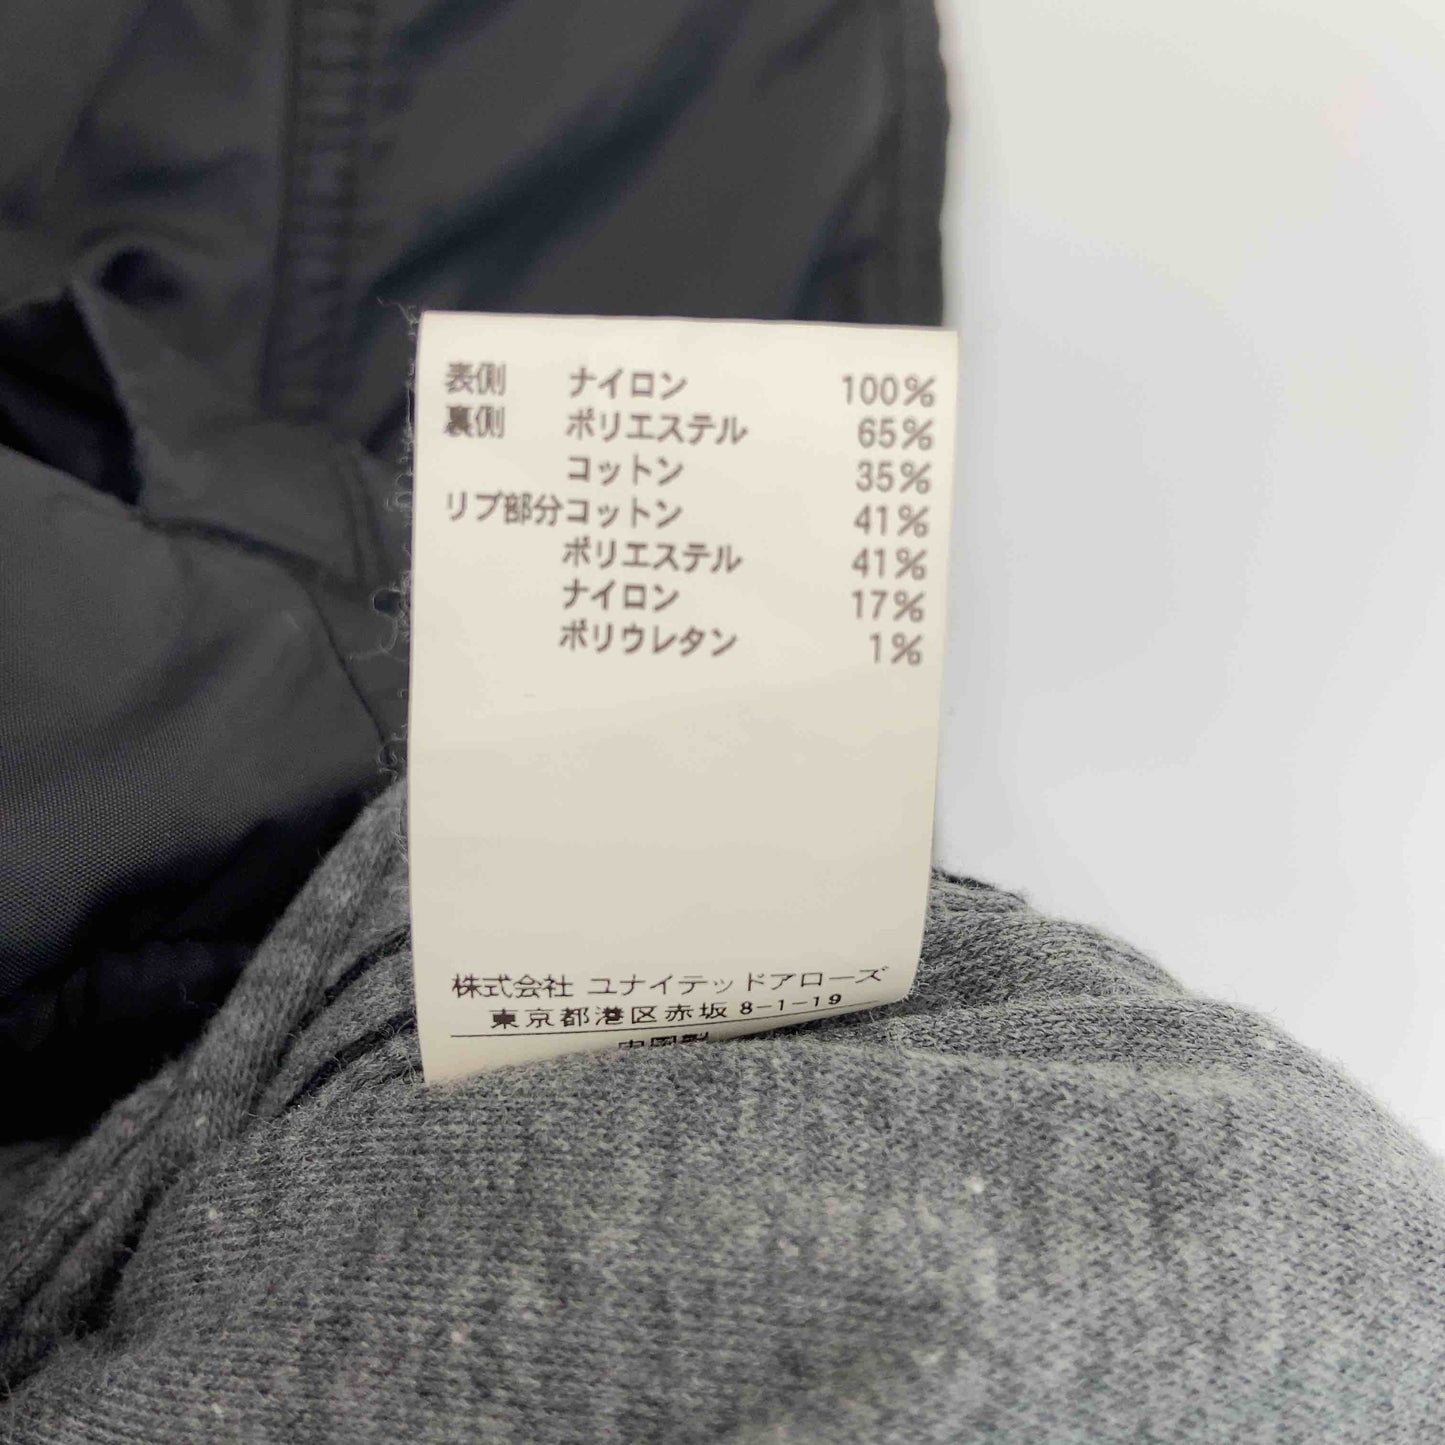 表側 ナイロン 100%
裏側 ポリエステル 65%
コットン 35%
リブ部分コットン 41%
ポリエステル 41%
ナイロン 17%
ポリウレタン 1%
株式会社 ユナイテッドアローズ
東京都港区赤坂 8-1-19
中国製